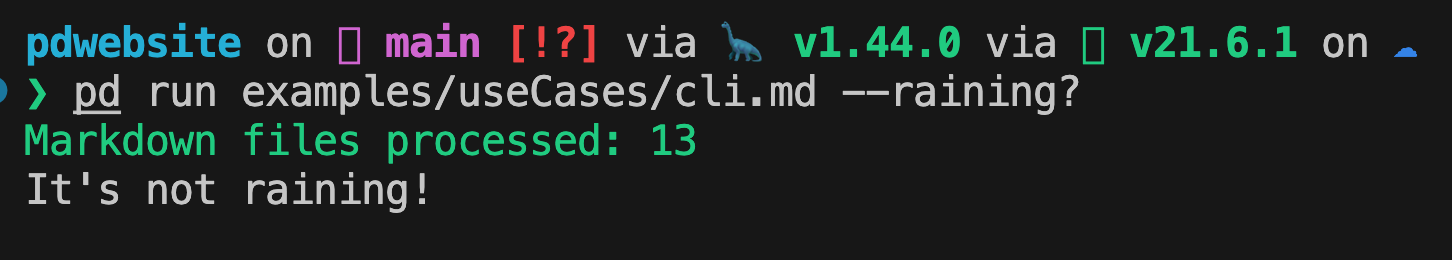 pdwebsite on  main [!?] via 🦕 v1.44.0 via  v21.6.1 on ☁
❯ pd run examples/useCases/cli.md --raining?
Markdown files processed: 13
It's not raining!